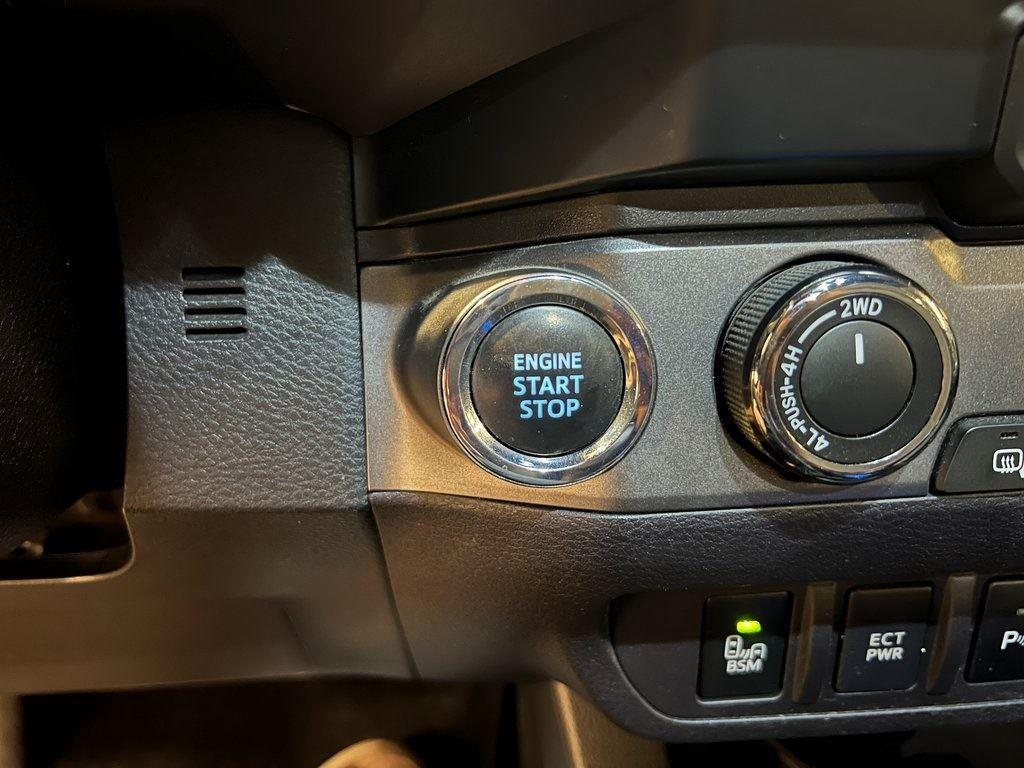 ENGINE
START
STOP
2WD
4L-PUSH-4H
BSM
ECT
PWR
P